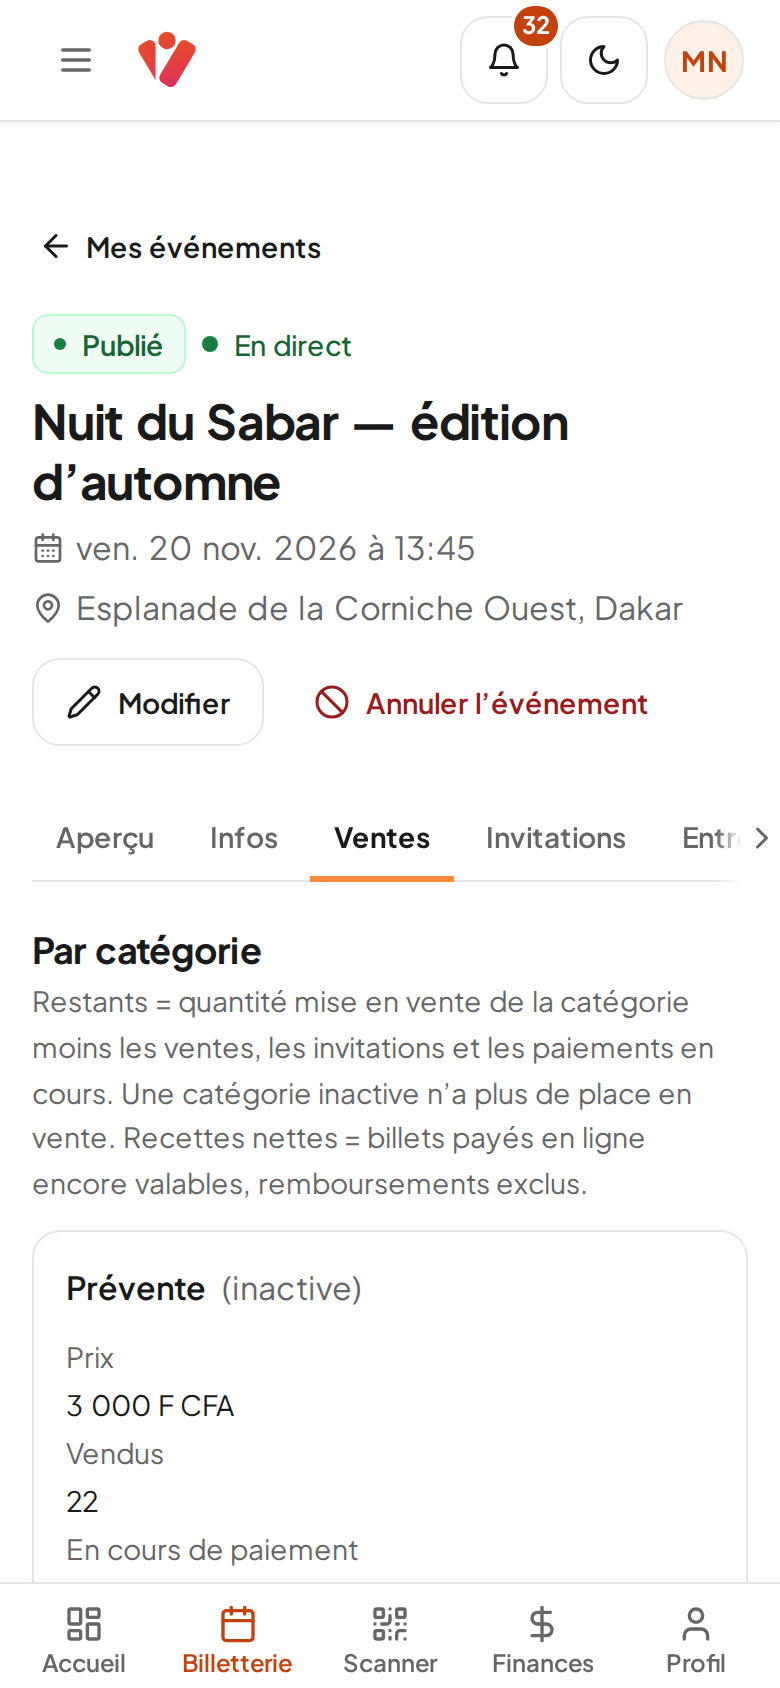 32
MN
Mes événements
Publié
En direct
Nuit du Sabar — édition
d’automne
ven. 20 nov. 2026 à 13:45
Esplanade de la Corniche Ouest, Dakar
Modifier
Annuler l’événement
Aperçu Infos Ventes Invitations
Par catégorie
Restants = quantité mise en vente de la catégorie
moins les ventes, les invitations et les paiements en
cours. Une catégorie inactive n’a plus de place en
vente. Recettes nettes = billets payés en ligne
encore valables, remboursements exclus.
Prévente (inactive)
Prix
3 000 F CFA
Vendus
22
En cours de paiement
Accueil Billetterie Scanner Finances Profil